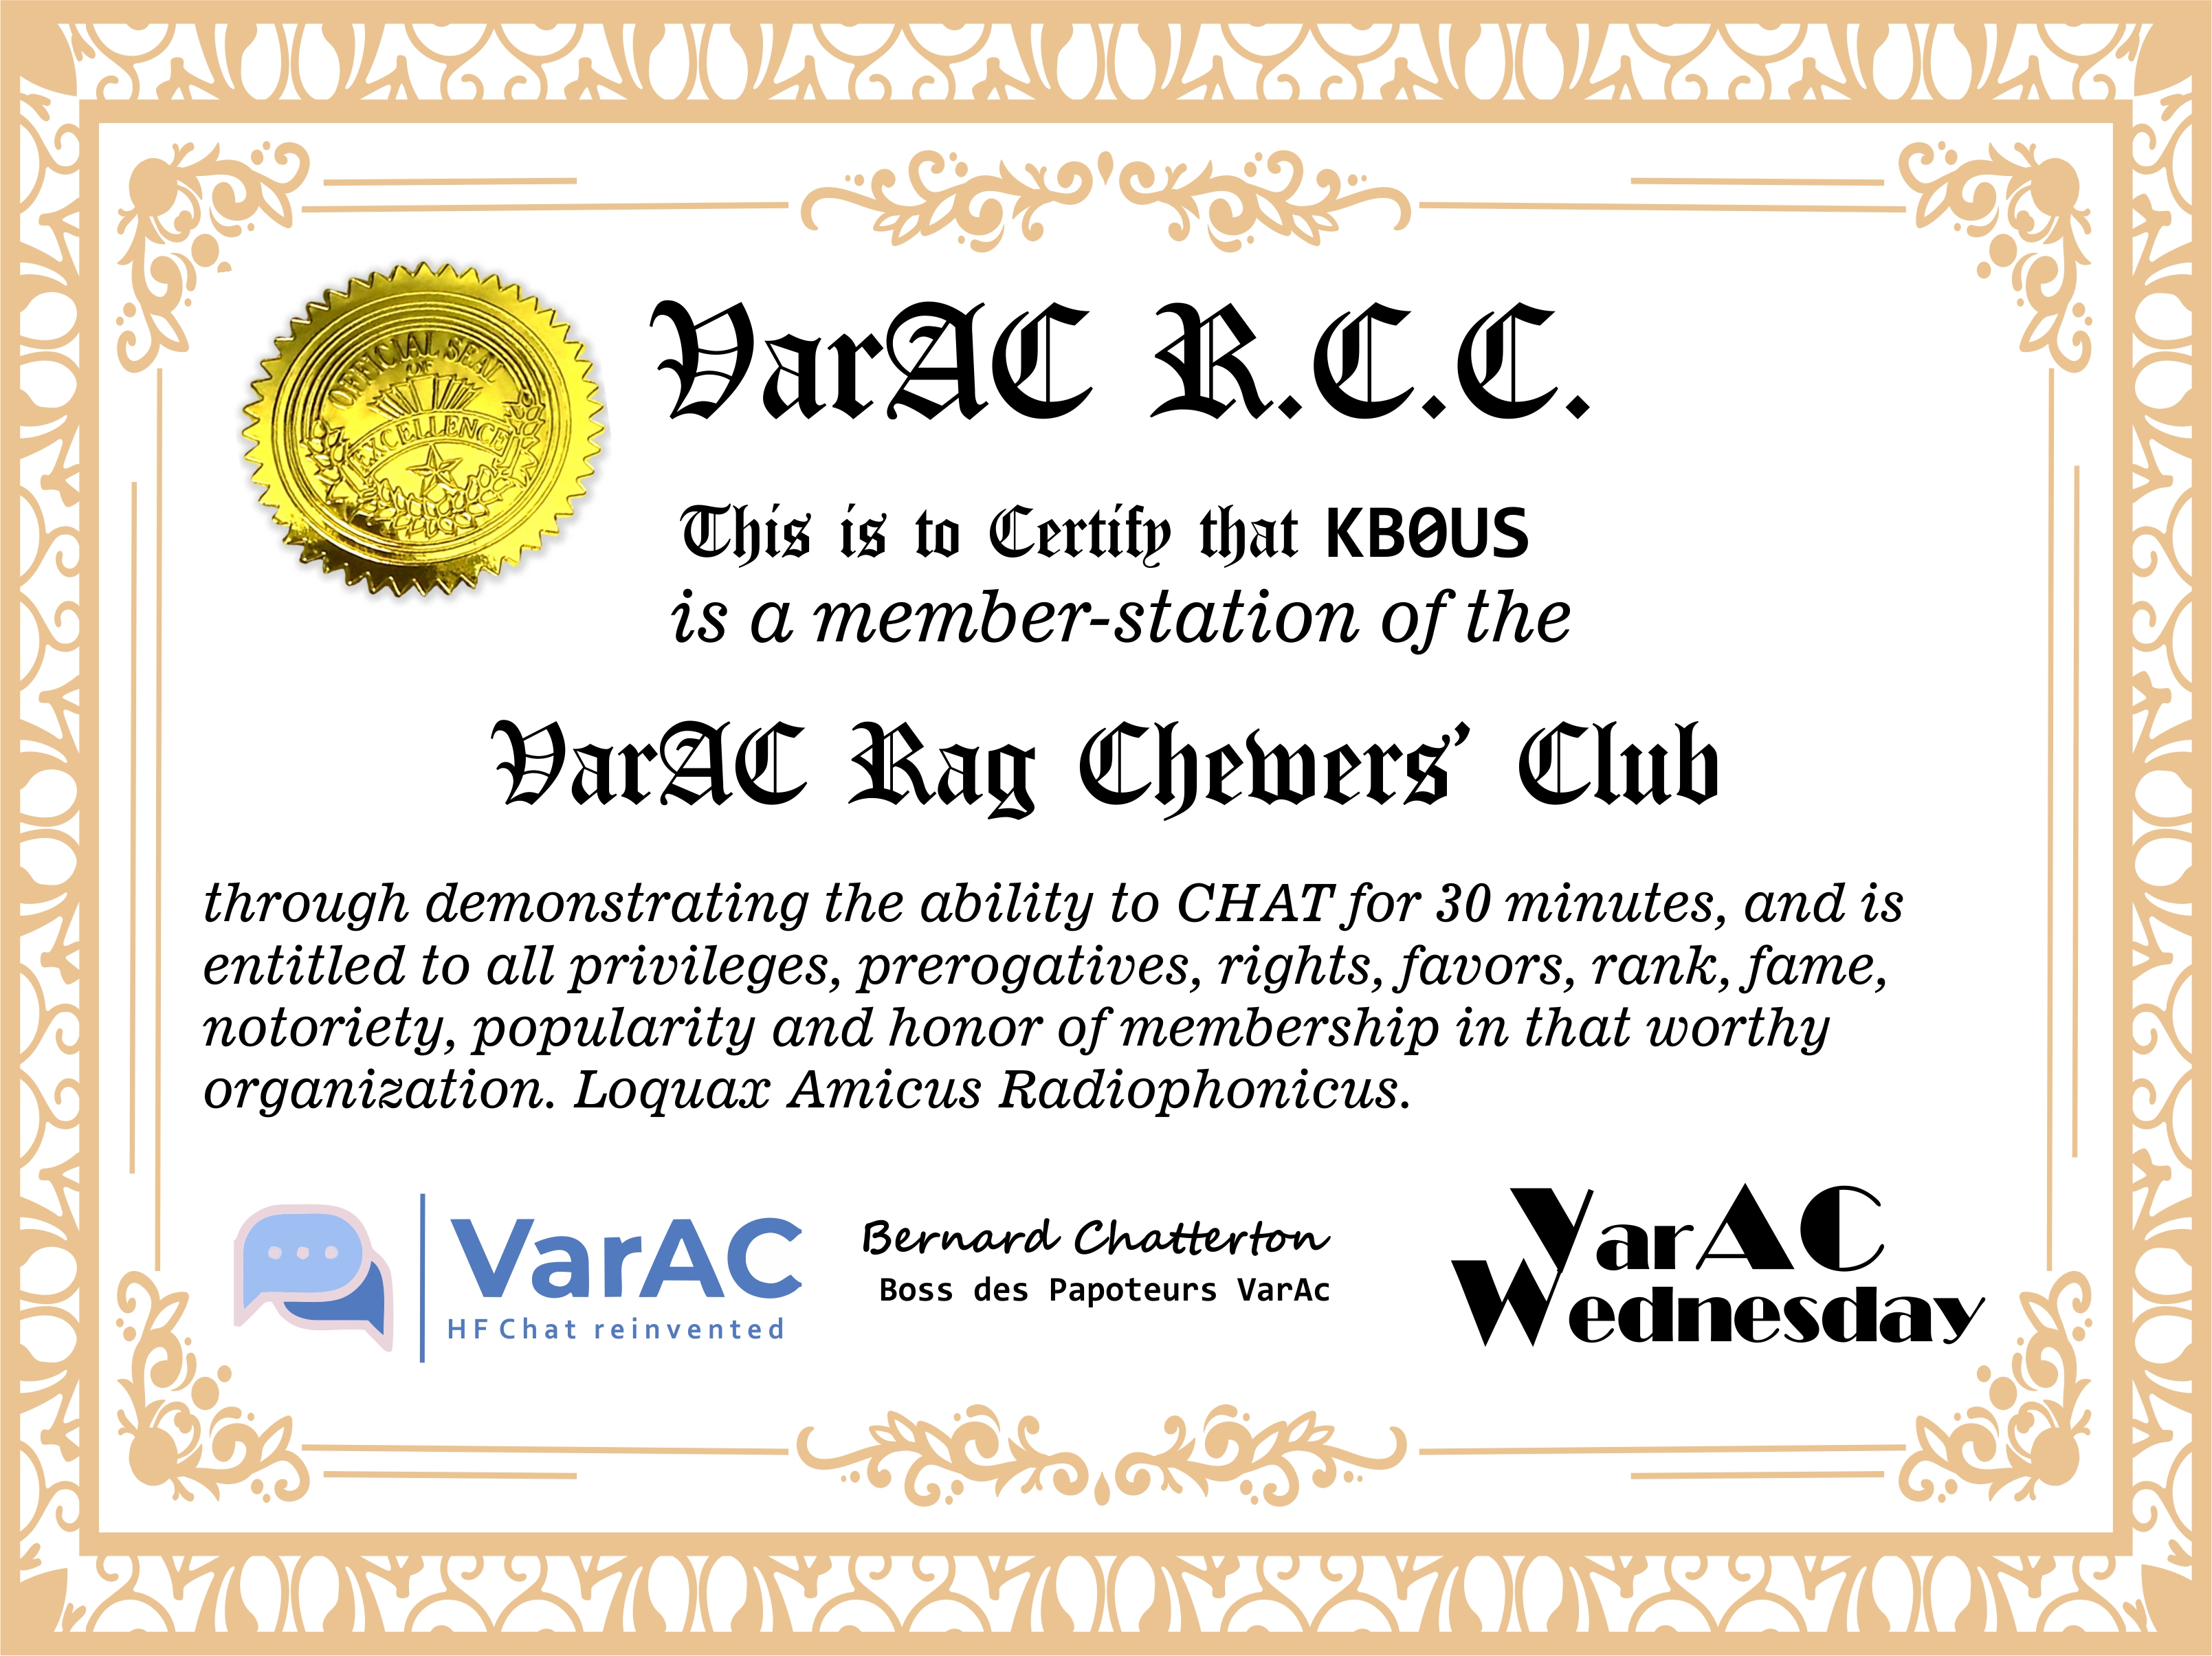 OFFICIAL SEAL
OF
EXCELLENCE
VarAC R.C.C.
This is to Certify that KB0US
is a member-station of the
VarAC Rag Chewers' Club
through demonstrating the ability to CHAT for 30 minutes, and is
entitled to all privileges, prerogatives, rights, favors, rank, fame,
notoriety, popularity and honor of membership in that worthy
organization. Loquax Amicus Radiophonicus.
VarAC
HF Chat reinvented
Bernard Chatterton
Boss des Papoteurs VarAc
VarAC
Wednesday